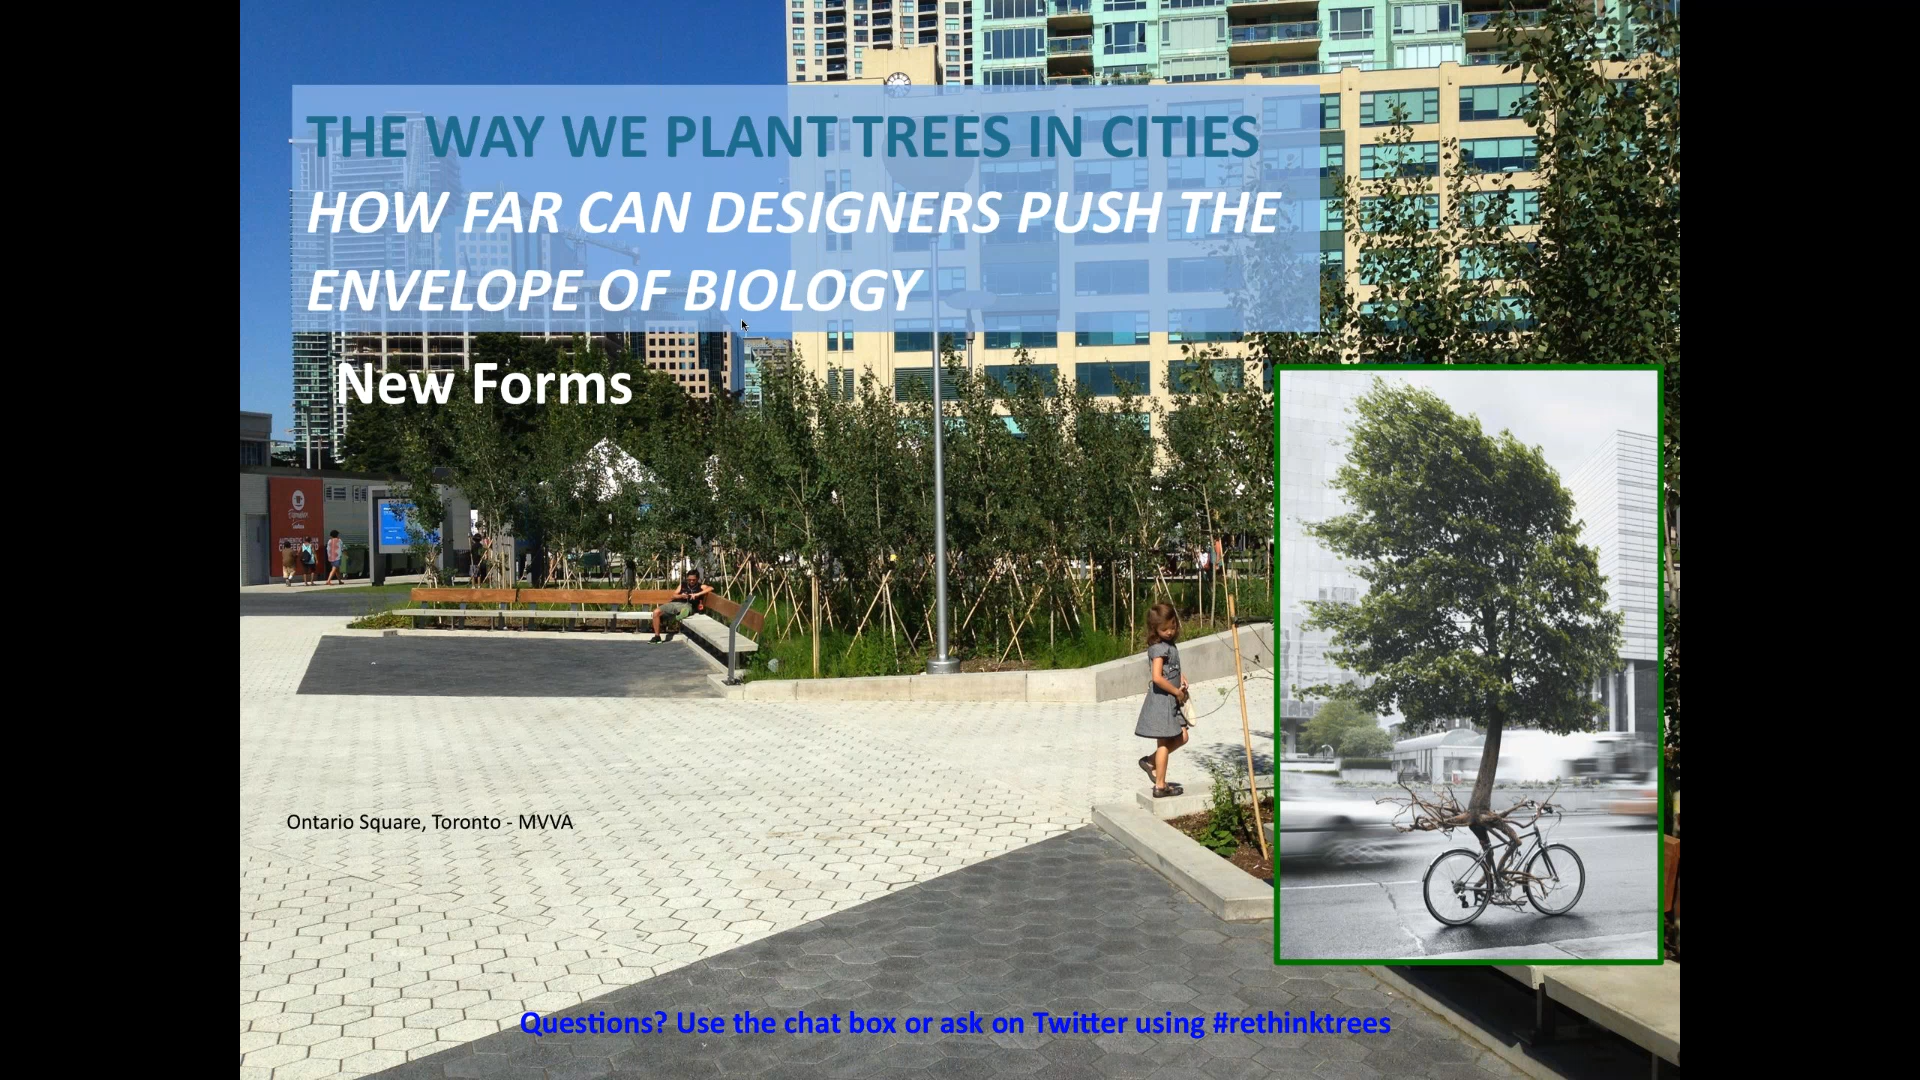 THE WAY WE PLANT TREES IN CITIES
HOW FAR CAN DESIGNERS PUSH THE
ENVELOPE OF BIOLOGY
New Forms
Ontario Square, Toronto - MVVA
Questions? Use the chat box or ask on Twitter using #rethinktrees